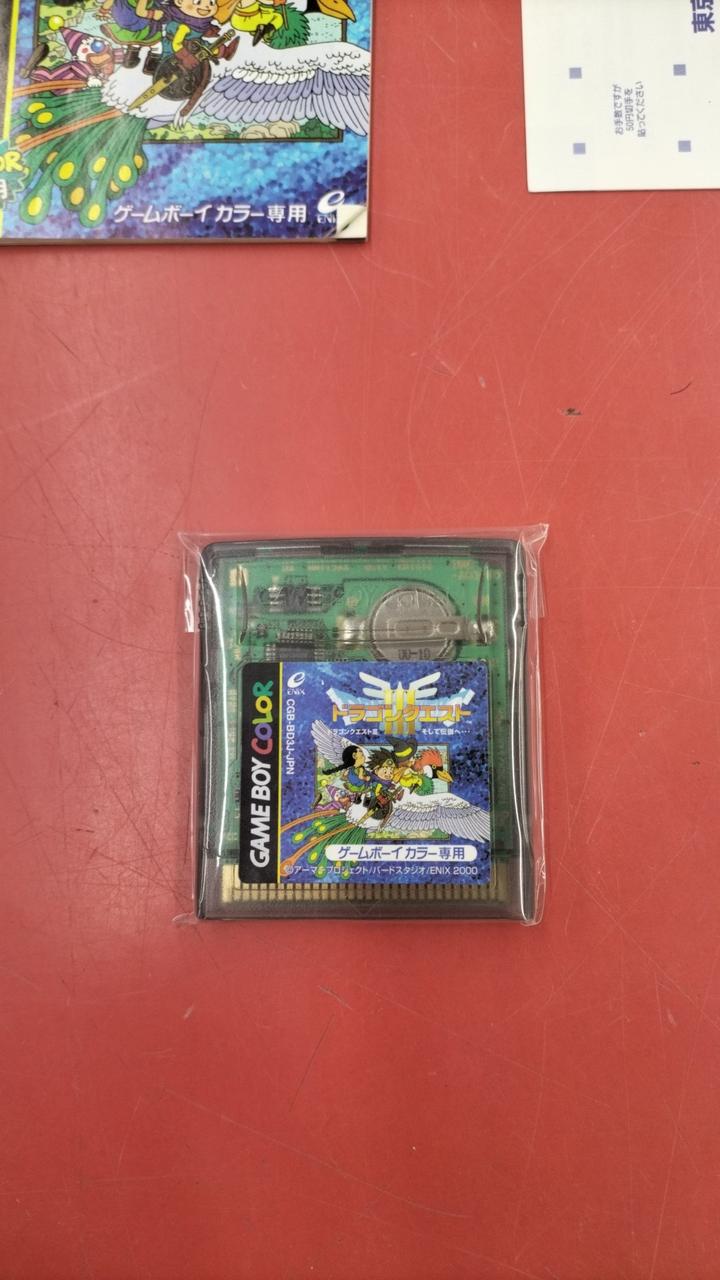 ゲームボーイ カラー専用
東京
お手数ですが
50円切手を
貼ってください
00-10
ENIX
CGB-BD3J-JPN
GAME BOY COLOR
III
ドラゴンクエスト
ドラゴンクエストIII そして伝説へ…
ゲームボーイ カラー専用
©アーマープロジェクト/バードスタジオ/ENIX 2000